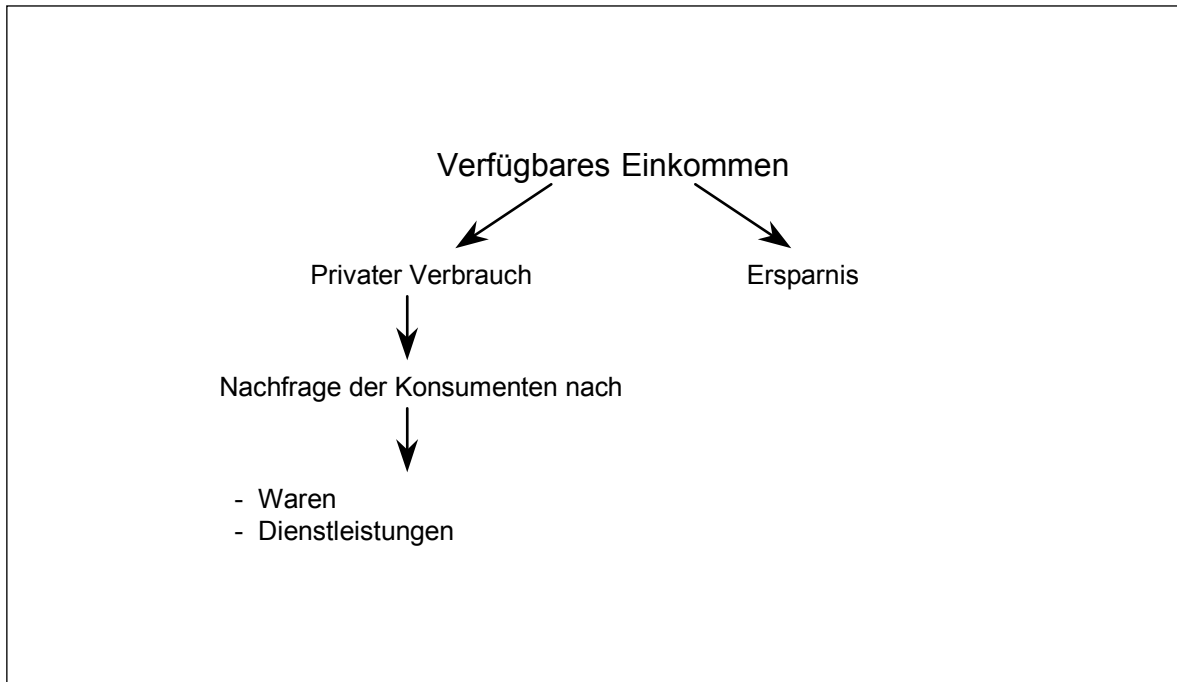 Verfügbares Einkommen
Privater Verbrauch
Ersparnis
Nachfrage der Konsumenten nach
- Waren
- Dienstleistungen